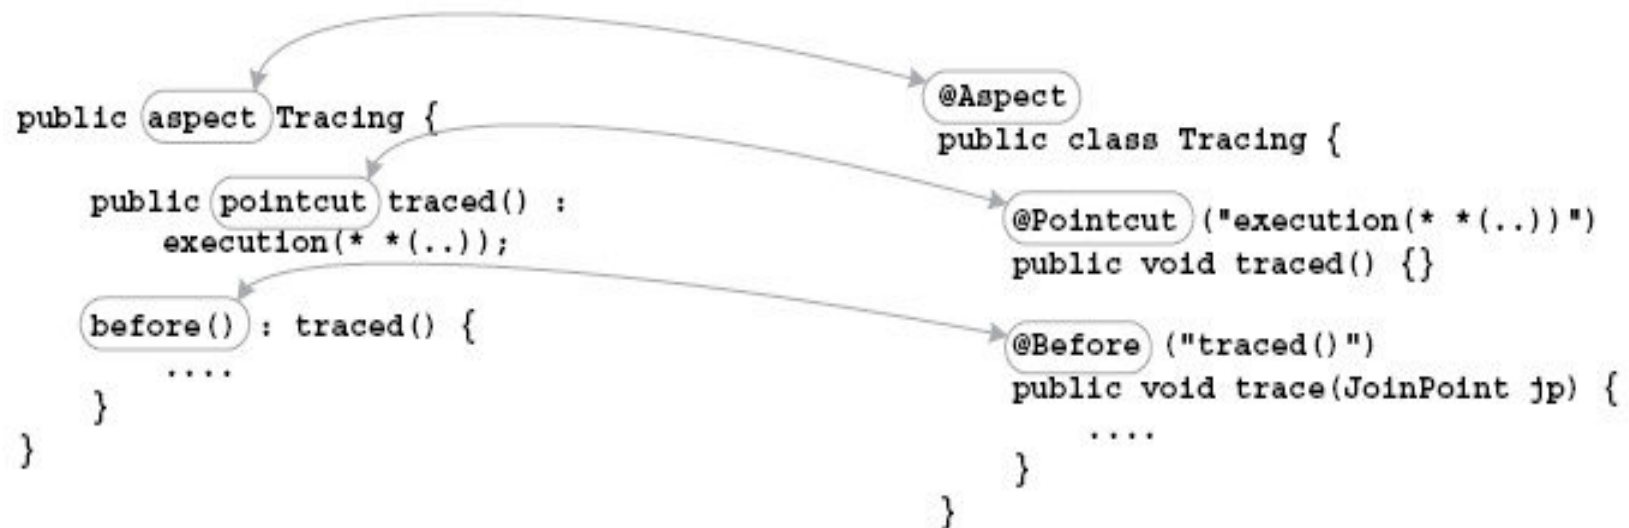 public aspect Tracing {
public pointcut traced() :
execution(* *(..));
before() : traced() {
....
}
}
@Aspect
public class Tracing {
@Pointcut ("execution(* *(..))")
public void traced() {}
@Before ("traced()")
public void trace(JoinPoint jp) {
....
}
}